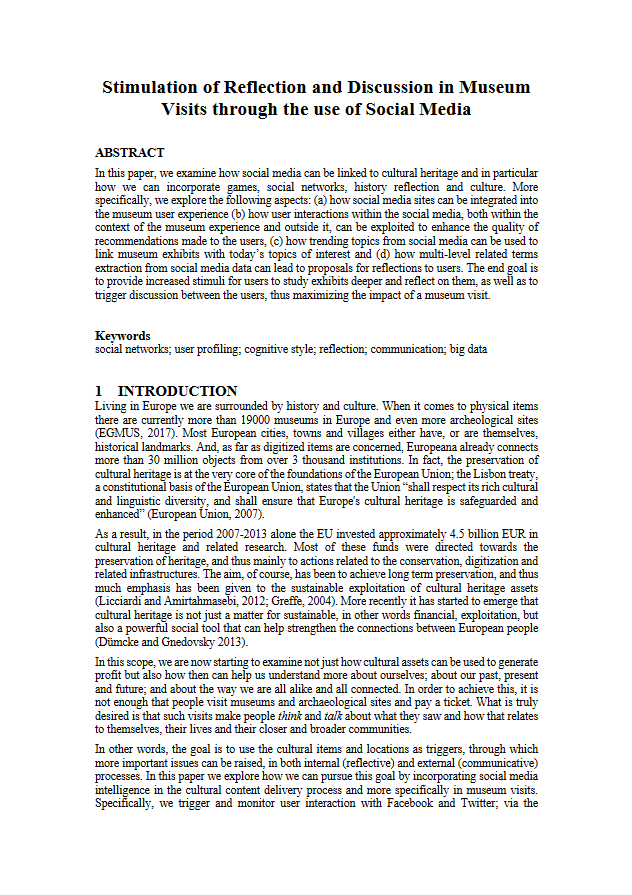 Stimulation of Reflection and Discussion in Museum
Visits through the use of Social Media
ABSTRACT
In this paper, we examine how social media can be linked to cultural heritage and in particular
how we can incorporate games, social networks, history reflection and culture. More
specifically, we explore the following aspects: (a) how social media sites can be integrated into
the museum user experience (b) how user interactions within the social media, both within the
context of the museum experience and outside it, can be exploited to enhance the quality of
recommendations made to the users, (c) how trending topics from social media can be used to
link museum exhibits with today's topics of interest and (d) how multi-level related terms
extraction from social media data can lead to proposals for reflections to users. The end goal is
to provide increased stimuli for users to study exhibits deeper and reflect on them, as well as to
trigger discussion between the users, thus maximizing the impact of a museum visit.
Keywords
social networks; user profiling; cognitive style; reflection; communication; big data
1 INTRODUCTION
Living in Europe we are surrounded by history and culture. When it comes to physical items
there are currently more than 19000 museums in Europe and even more archeological sites
(EGMUS, 2017). Most European cities, towns and villages either have, or are themselves,
historical landmarks. And, as far as digitized items are concerned, Europeana already connects
more than 30 million objects from over 3 thousand institutions. In fact, the preservation of
cultural heritage is at the very core of the foundations of the European Union; the Lisbon treaty,
a constitutional basis of the European Union, states that the Union “shall respect its rich cultural
and linguistic diversity, and shall ensure that Europe's cultural heritage is safeguarded and
enhanced” (European Union, 2007).
As a result, in the period 2007-2013 alone the EU invested approximately 4.5 billion EUR in
cultural heritage and related research. Most of these funds were directed towards the
preservation of heritage, and thus mainly to actions related to the conservation, digitization and
related infrastructures. The aim, of course, has been to achieve long term preservation, and thus
much emphasis has been given to the sustainable exploitation of cultural heritage assets
(Licciardi and Amirtahmasebi, 2012; Greffe, 2004). More recently it has started to emerge that
cultural heritage is not just a matter for sustainable, in other words financial, exploitation, but
also a powerful social tool that can help strengthen the connections between European people
(Dümcke and Gnedovsky 2013).
In this scope, we are now starting to examine not just how cultural assets can be used to generate
profit but also how then can help us understand more about ourselves; about our past, present
and future; and about the way we are all alike and all connected. In order to achieve this, it is
not enough that people visit museums and archaeological sites and pay a ticket. What is truly
desired is that such visits make people think and talk about what they saw and how that relates
to themselves, their lives and their closer and broader communities.
In other words, the goal is to use the cultural items and locations as triggers, through which
more important issues can be raised, in both internal (reflective) and external (communicative)
processes. In this paper we explore how we can pursue this goal by incorporating social media
intelligence in the cultural content delivery process and more specifically in museum visits.
Specifically, we trigger and monitor user interaction with Facebook and Twitter; via the